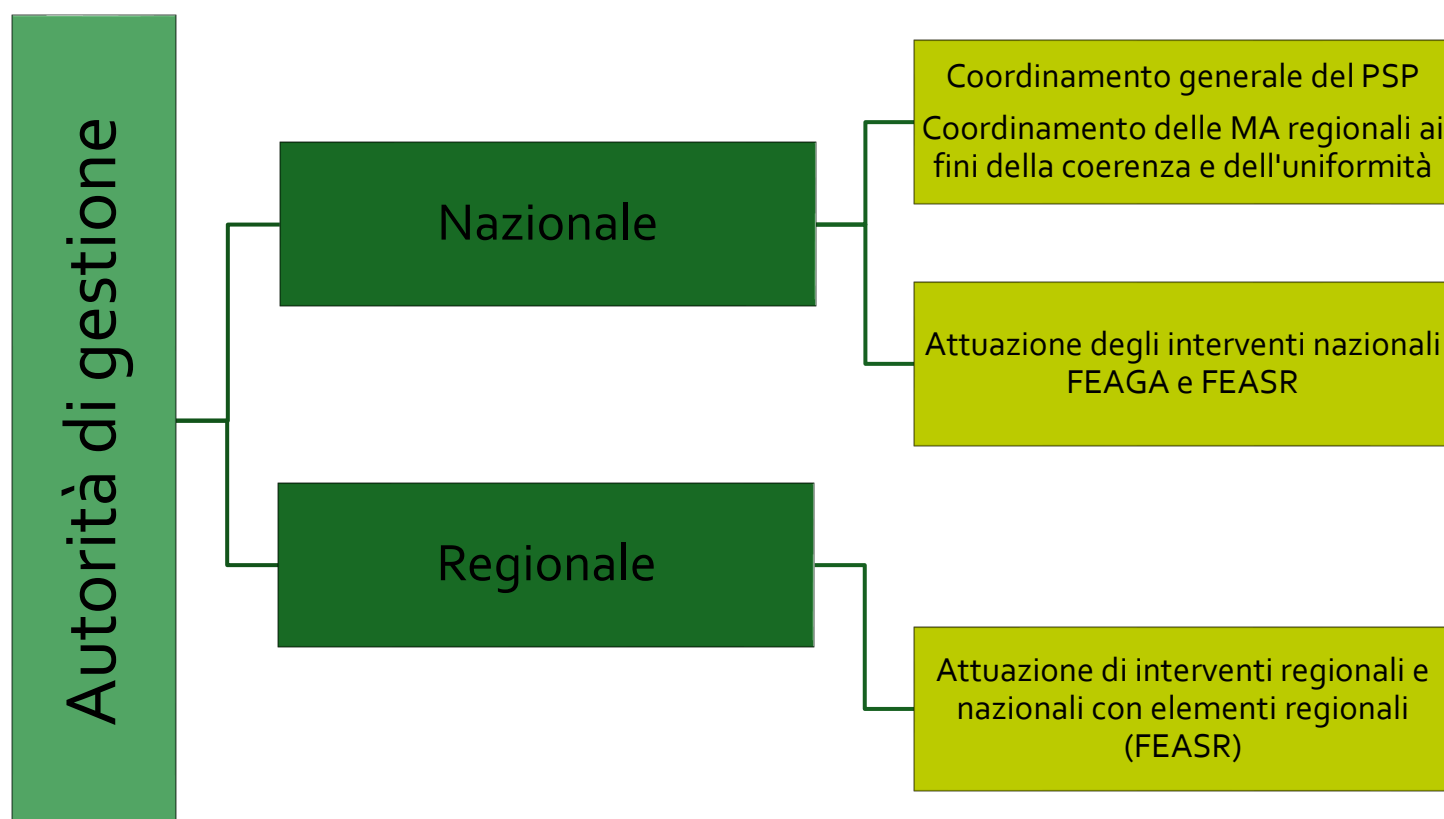 Autorità di gestione
Nazionale
Coordinamento generale del PSP
Coordinamento delle MA regionali ai
fini della coerenza e dell'uniformità
Attuazione degli interventi nazionali
FEAGA e FEASR
Regionale
Attuazione di interventi regionali e
nazionali con elementi regionali
(FEASR)